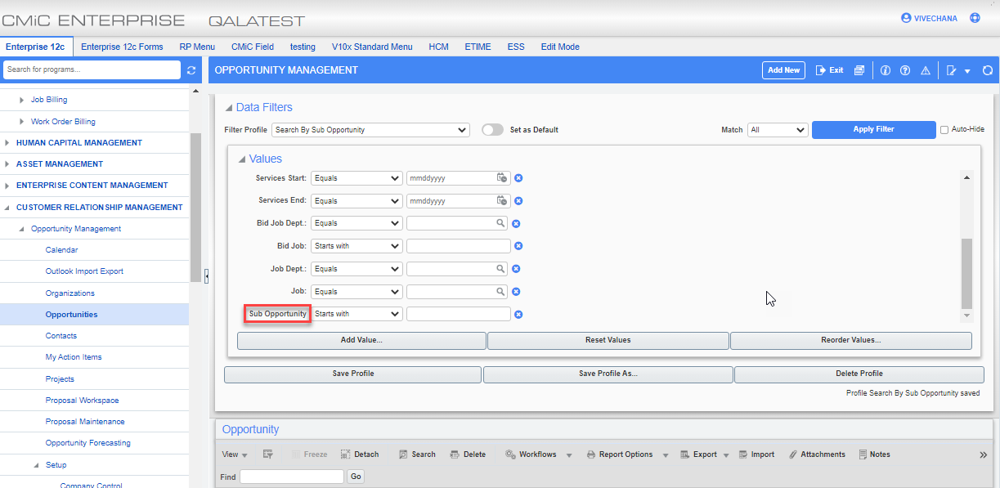 CMiC ENTERPRISE QALATEST
VIVECHANA
Enterprise 12c Enterprise 12c Forms RP Menu CMiC Field testing V10x Standard Menu HCM ETIME ESS Edit Mode
Search for programs...
Job Billing
Work Order Billing
HUMAN CAPITAL MANAGEMENT
ASSET MANAGEMENT
ENTERPRISE CONTENT MANAGEMENT
CUSTOMER RELATIONSHIP MANAGEMENT
Opportunity Management
Calendar
Outlook Import Export
Organizations
Opportunities
Contacts
My Action Items
Projects
Proposal Workspace
Proposal Maintenance
Opportunity Forecasting
Setup
Company Control
OPPORTUNITY MANAGEMENT Add New Exit
Data Filters
Filter Profile Search By Sub Opportunity Set as Default Match All Apply Filter Auto-Hide
Values
Services Start: Equals mmddyyyy
Services End: Equals mmddyyyy
Bid Job Dept.: Equals
Bid Job: Starts with
Job Dept.: Equals
Job: Equals
Sub Opportunity Starts with
Add Value... Reset Values Reorder Values...
Save Profile Save Profile As... Delete Profile
Profile Search By Sub Opportunity saved
Opportunity
View Freeze Detach Search Delete Workflows Report Options Export Import Attachments Notes
Find Go